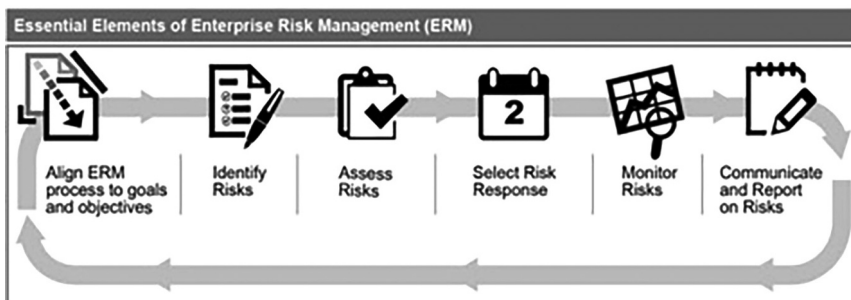 Essential Elements of Enterprise Risk Management (ERM)
2
Align ERM
process to goals
and objectives
Identify
Risks
Assess
Risks
Select Risk
Response
Monitor
Risks
Communicate
and Report
on Risks